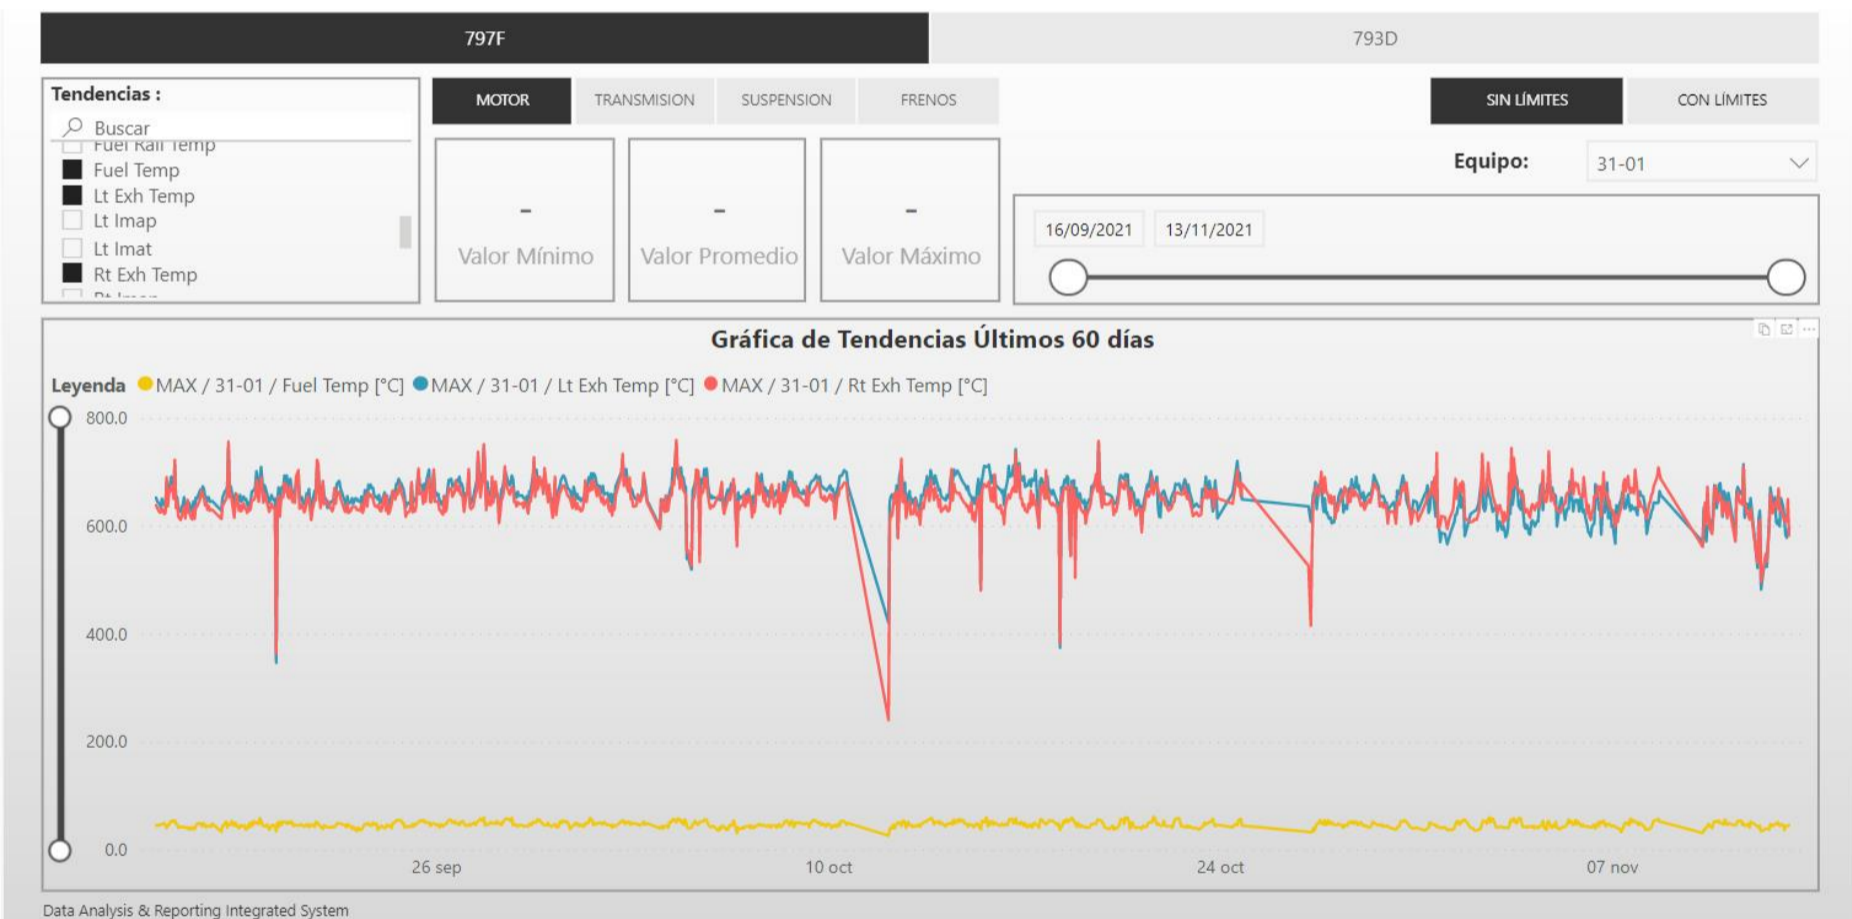 797F 793D
Tendencias :
Buscar
Fuel Rail Temp
Fuel Temp
Lt Exh Temp
Lt Imap
Lt Imat
Rt Exh Temp
MOTOR TRANSMISION SUSPENSION FRENOS
- Valor Mínimo
- Valor Promedio
- Valor Máximo
SIN LÍMITES CON LÍMITES
Equipo: 31-01
16/09/2021 13/11/2021
Gráfica de Tendencias Últimos 60 días
Leyenda MAX / 31-01 / Fuel Temp [°C] MAX / 31-01 / Lt Exh Temp [°C] MAX / 31-01 / Rt Exh Temp [°C]
800.0
600.0
400.0
200.0
0.0
26 sep 10 oct 24 oct 07 nov
Data Analysis & Reporting Integrated System